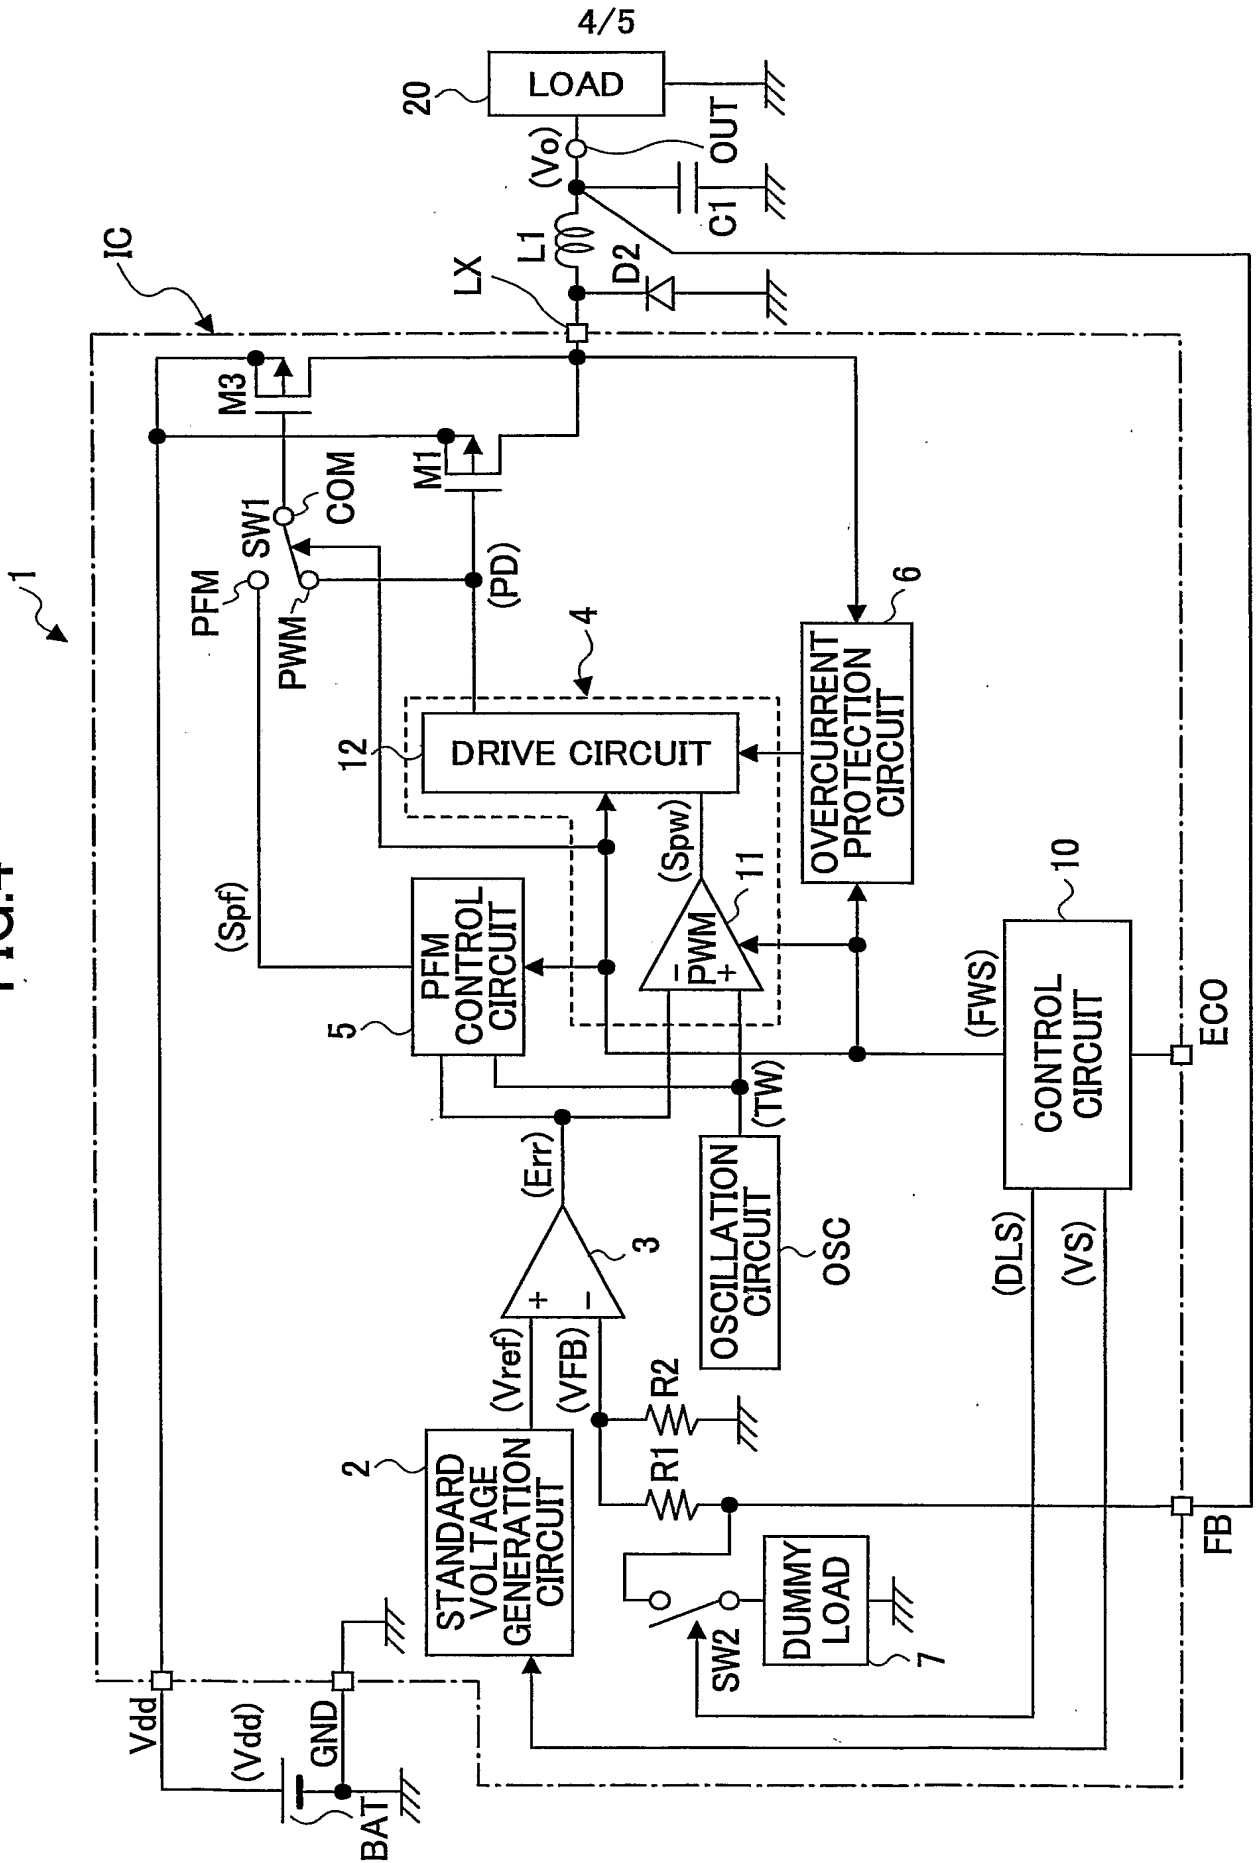 4/5
1
IC
Vdd
(Vdd)
GND
BAT
(Spf)
PFM
SW1
PWM
COM
M3
M1
(PD)
LX
L1
D2
(Vo)
C1
OUT
20
LOAD
2
STANDARD
VOLTAGE
GENERATION
CIRCUIT
(Vref)
(VFB)
3
(Err)
5
PFM
CONTROL
CIRCUIT
12
DRIVE CIRCUIT
4
(Spw)
−
PWM
+
11
+
−
R1
R2
OSCILLATION
CIRCUIT
OSC
(TW)
OVERCURRENT
PROTECTION
CIRCUIT
6
SW2
DUMMY
LOAD
7
(DLS)
(VS)
(FWS)
CONTROL
CIRCUIT
10
ECO
FB